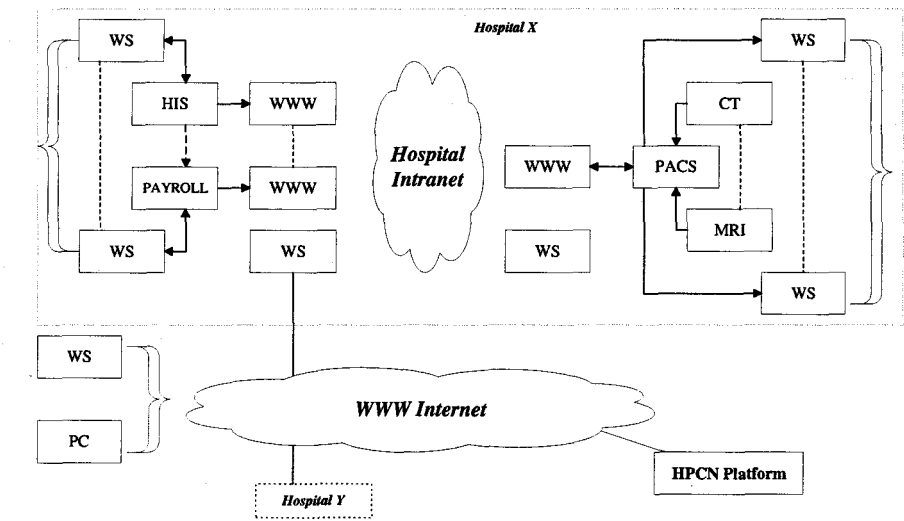 Hospital X
WS
WS
HIS
WWW
CT
Hospital
Intranet
WWW
PACS
PAYROLL
WWW
MRI
WS
WS
WS
WS
WS
WWW Internet
PC
HPCN Platform
Hospital Y